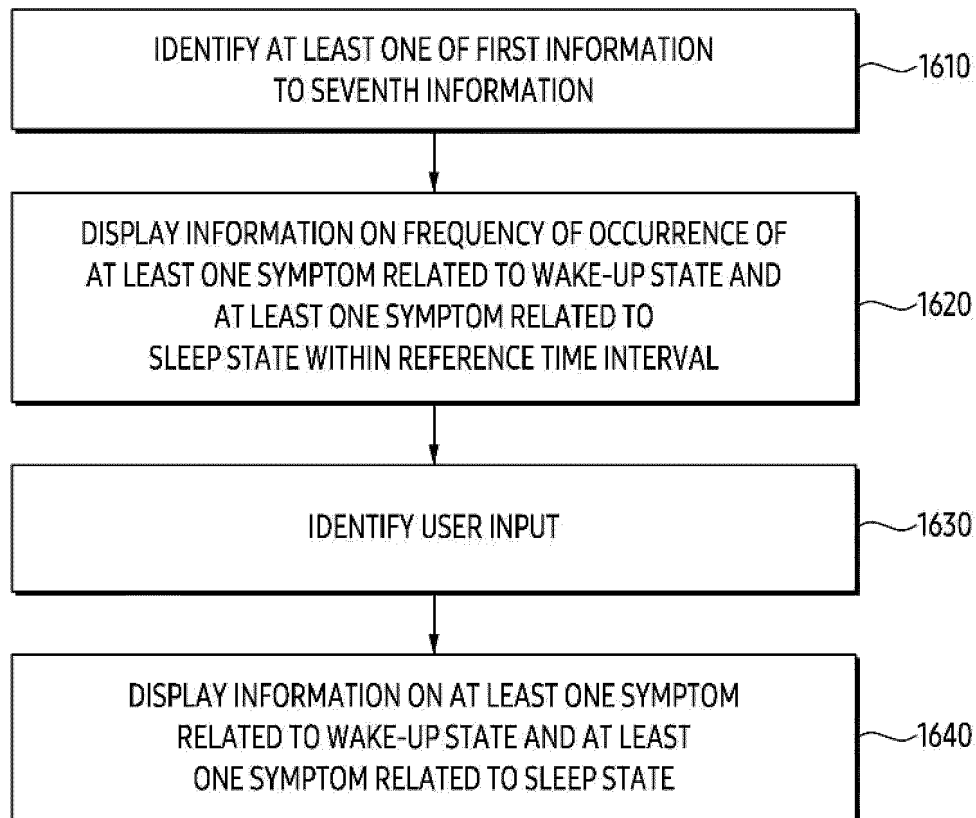 IDENTIFY AT LEAST ONE OF FIRST INFORMATION
TO SEVENTH INFORMATION
1610
DISPLAY INFORMATION ON FREQUENCY OF OCCURRENCE OF
AT LEAST ONE SYMPTOM RELATED TO WAKE-UP STATE AND
AT LEAST ONE SYMPTOM RELATED TO
SLEEP STATE WITHIN REFERENCE TIME INTERVAL
1620
IDENTIFY USER INPUT
1630
DISPLAY INFORMATION ON AT LEAST ONE SYMPTOM
RELATED TO WAKE-UP STATE AND AT LEAST
ONE SYMPTOM RELATED TO SLEEP STATE
1640